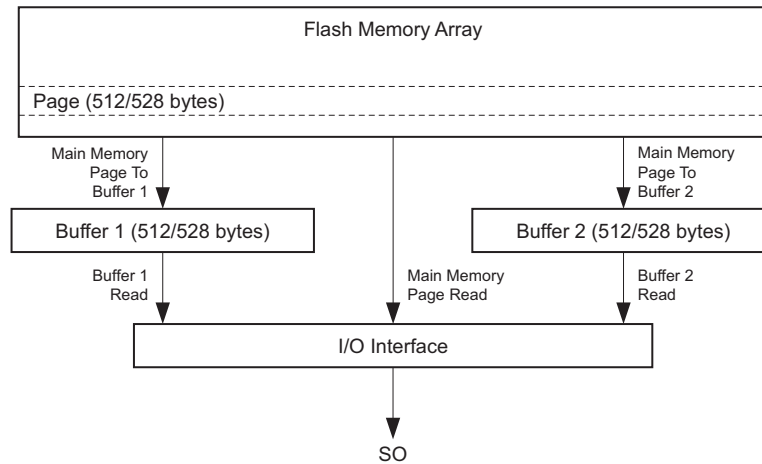 Flash Memory Array
Page (512/528 bytes)
Main Memory
Page To
Buffer 1
Main Memory
Page To
Buffer 2
Buffer 1 (512/528 bytes)
Buffer 2 (512/528 bytes)
Buffer 1
Read
Main Memory
Page Read
Buffer 2
Read
I/O Interface
SO